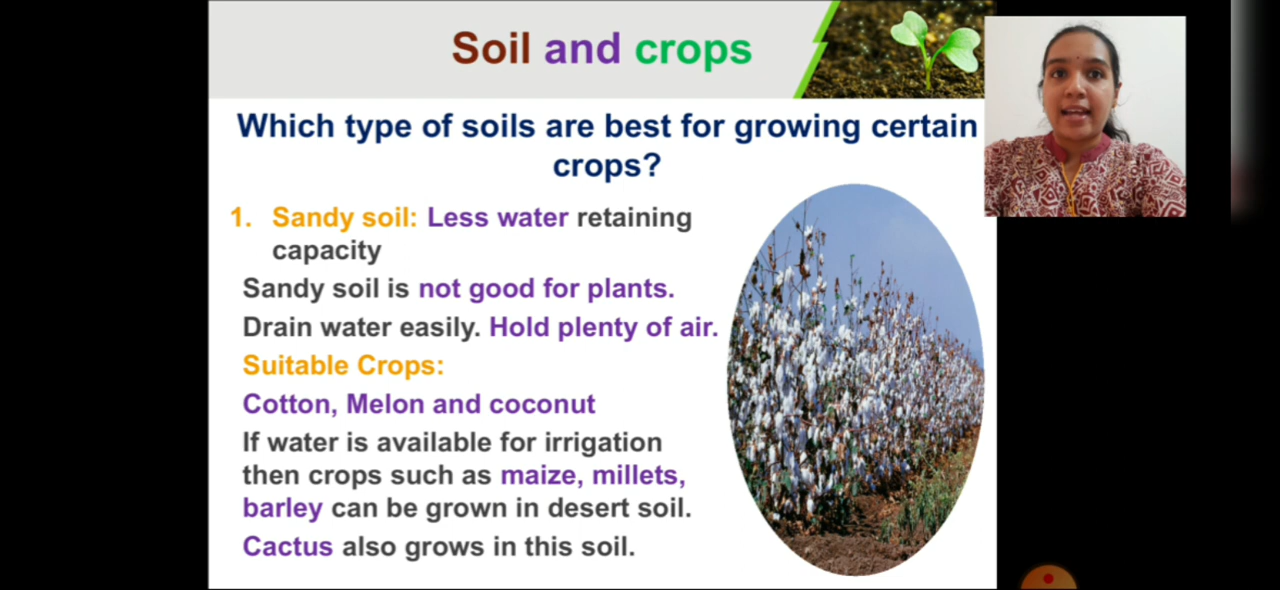 Soil and crops
Which type of soils are best for growing certain
crops?
1. Sandy soil: Less water retaining
capacity
Sandy soil is not good for plants.
Drain water easily. Hold plenty of air.
Suitable Crops:
Cotton, Melon and coconut
If water is available for irrigation
then crops such as maize, millets,
barley can be grown in desert soil.
Cactus also grows in this soil.